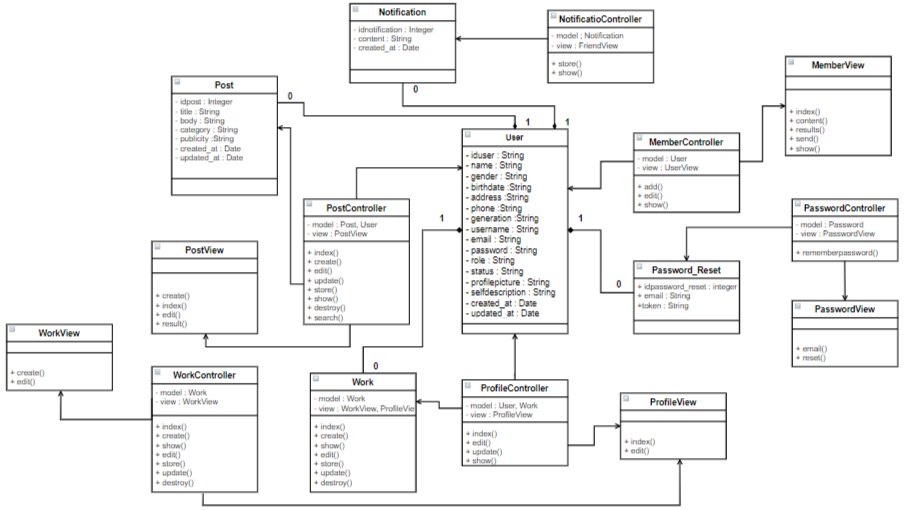 Notification
- idnotification : Integer
- content : String
- created_at : Date
NotificatioController
- model ; Notification
- view : FriendView
+ store()
+ show()
MemberView
+ index()
+ content()
+ results()
+ send()
+ show()
Post
- idpost : Integer
- title : String
- body : String
- category : String
- publicity :String
- created_at : Date
- updated_at : Date
0
0
1
1
User
- iduser : String
- name : String
- gender : String
- birthdate :String
- address :String
- phone : String
- generation :String
- username : String
- email : String
- password : String
- role : String
- status : String
- profilepicture : String
- selfdescription : String
- created_at : Date
- updated_at : Date
MemberController
- model : User
- view : UserView
+ add()
+ edit()
+ show()
PostController
- model : Post, User
- view : PostView
+ index()
+ create()
+ edit()
+ update()
+ store()
+ show()
+ destroy()
+ search()
1
1
PasswordController
- model : Password
- view : PasswordView
+ rememberpassword()
PostView
+ create()
+ index()
+ edit()
+ result()
Password_Reset
+ idpassword_reset : integer
+ email : String
+token : String
0
PasswordView
+ email()
+ reset()
WorkView
+ create()
+ edit()
0
WorkController
- model : Work
- view : WorkView
+ index()
+ create()
+ show()
+ edit()
+ store()
+ update()
+ destroy()
Work
- model : Work
- view : WorkView, ProfileVie
+ index()
+ create()
+ show()
+ edit()
+ store()
+ update()
+ destroy()
ProfileController
- model : User, Work
- view : ProfileView
+ index()
+ edit()
+ update()
+ show()
ProfileView
+ index()
+ edit()